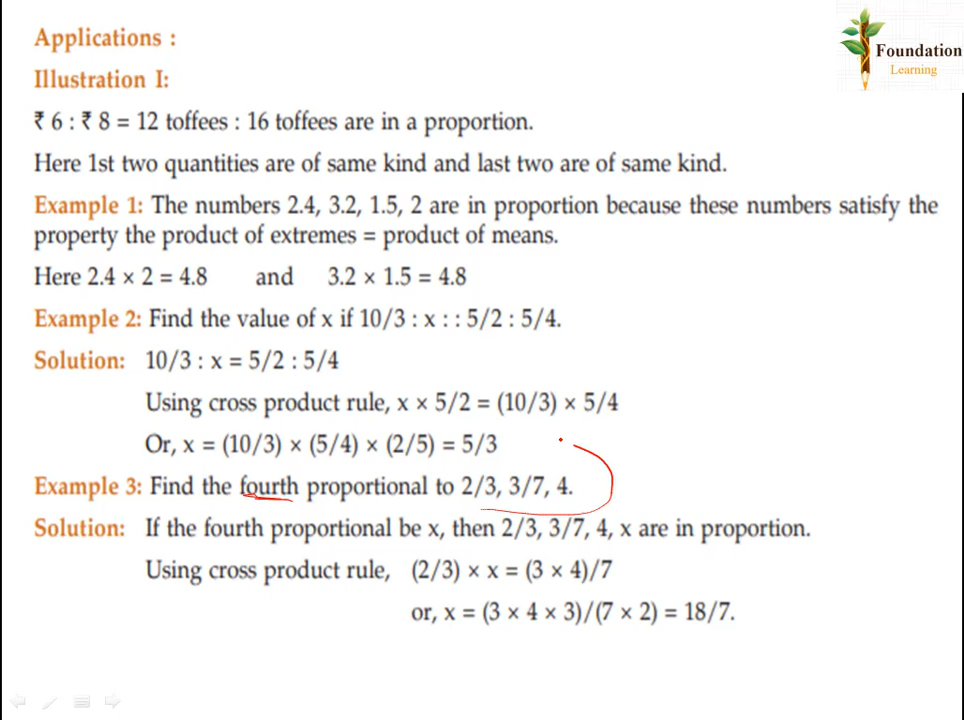 Applications :
Foundation
Learning
Illustration I:
₹ 6 : ₹ 8 = 12 toffees : 16 toffees are in a proportion.
Here 1st two quantities are of same kind and last two are of same kind.
Example 1: The numbers 2.4, 3.2, 1.5, 2 are in proportion because these numbers satisfy the
property the product of extremes = product of means.
Here 2.4 × 2 = 4.8 and 3.2 × 1.5 = 4.8
Example 2: Find the value of x if 10/3 : x : : 5/2 : 5/4.
Solution: 10/3 : x = 5/2 : 5/4
Using cross product rule, x × 5/2 = (10/3) × 5/4
Or, x = (10/3) × (5/4) × (2/5) = 5/3
Example 3: Find the fourth proportional to 2/3, 3/7, 4.
Solution: If the fourth proportional be x, then 2/3, 3/7, 4, x are in proportion.
Using cross product rule, (2/3) × x = (3 × 4)/7
or, x = (3 × 4 × 3)/(7 × 2) = 18/7.